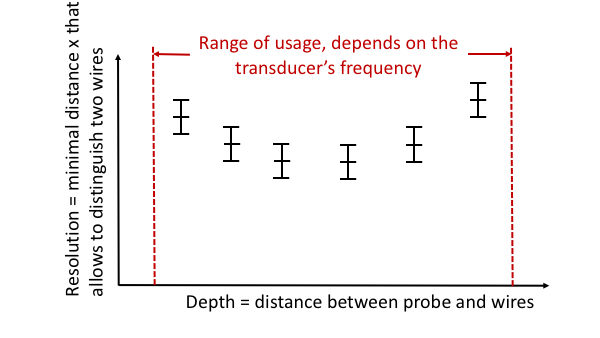 Range of usage, depends on the
transducer’s frequency
Resolution = minimal distance x that
allows to distinguish two wires
Depth = distance between probe and wires